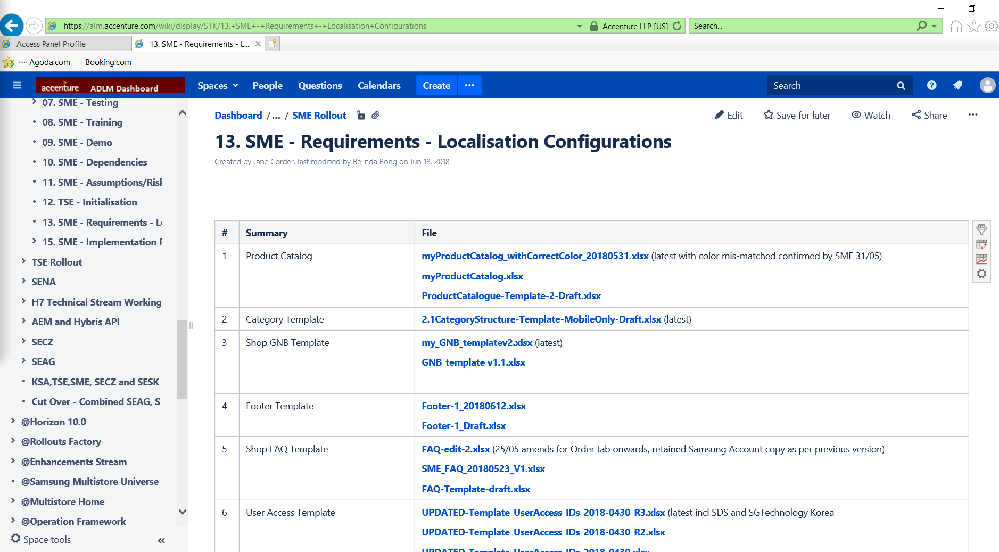 https://alm.accenture.com/wiki/display/STK/13.+SME+-+Requirements+-+Localisation+Configurations
Accenture LLP [US]
Search...
Access Panel Profile
13. SME - Requirements - L...
Agoda.com
Booking.com
accenture ADLM Dashboard
Spaces
People
Questions
Calendars
Create
Search
07. SME - Testing
08. SME - Training
09. SME - Demo
10. SME - Dependencies
11. SME - Assumptions/Risk
12. TSE - Initialisation
13. SME - Requirements - Lo
15. SME - Implementation P
TSE Rollout
SENA
H7 Technical Stream Working
AEM and Hybris API
SECZ
SEAG
KSA,TSE,SME, SECZ and SESK
Cut Over - Combined SEAG, S
@Horizon 10.0
@Rollouts Factory
@Enhancements Stream
@Samsung Multistore Universe
@Multistore Home
@Operation Framework
Space tools
Dashboard /... / SME Rollout
Edit
Save for later
Watch
Share
13. SME - Requirements - Localisation Configurations
Created by Jane Corder, last modified by Belinda Bong on Jun 18, 2018
# Summary File
1 Product Catalog myProductCatalog_withCorrectColor_20180531.xlsx (latest with color mis-matched confirmed by SME 31/05)
myProductCatalog.xlsx
ProductCatalogue-Template-2-Draft.xlsx
2 Category Template 2.1CategoryStructure-Template-MobileOnly-Draft.xlsx (latest)
3 Shop GNB Template my_GNB_templatev2.xlsx (latest)
GNB_template v1.1.xlsx
4 Footer Template Footer-1_20180612.xlsx
Footer-1_Draft.xlsx
5 Shop FAQ Template FAQ-edit-2.xlsx (25/05 amends for Order tab onwards, retained Samsung Account copy as per previous version)
SME_FAQ_20180523_V1.xlsx
FAQ-Template-draft.xlsx
6 User Access Template UPDATED-Template_UserAccess_IDs_2018-0430_R3.xlsx (latest incl SDS and SGTechnology Korea
UPDATED-Template_UserAccess_IDs_2018-0430_R2.xlsx
UPDATED-Template_UserAccess_IDs_2018-0430.xlsx